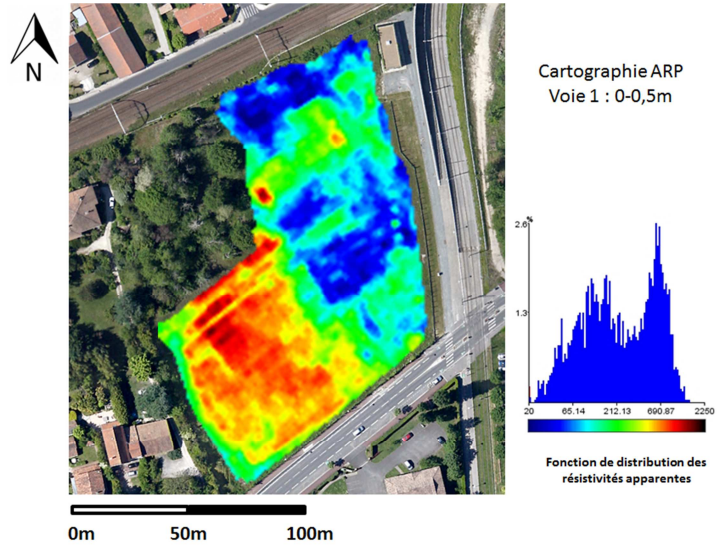 N
Cartographie ARP
Voie 1 : 0-0,5m
2.6
%
1.3
20 65.14 212.13 690.87 2250
Fonction de distribution des
résistivités apparentes
0m 50m 100m